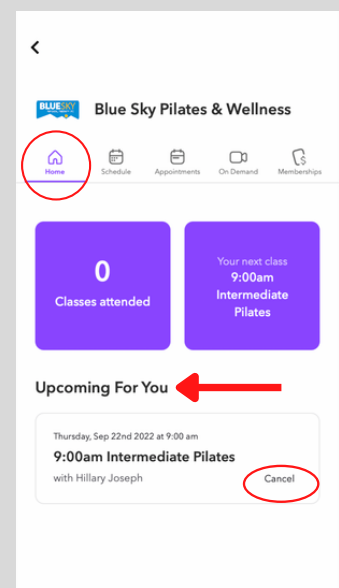 BLUESKY
Blue Sky Pilates & Wellness
Home Schedule Appointments On Demand Memberships
0
Classes attended
Your next class
9:00am
Intermediate
Pilates
Upcoming For You
Thursday, Sep 22nd 2022 at 9:00 am
9:00am Intermediate Pilates
with Hillary Joseph
Cancel